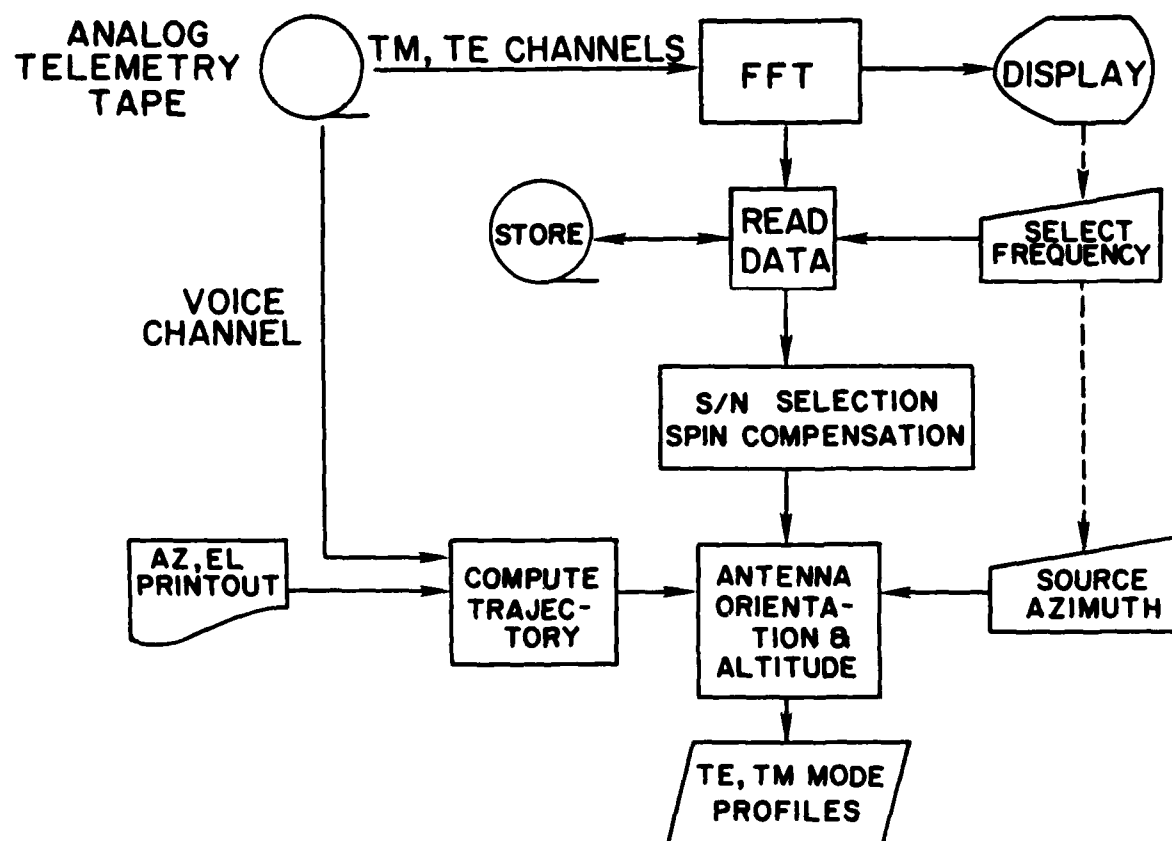 ANALOG
TELEMETRY
TAPE
TM, TE CHANNELS
FFT
DISPLAY
STORE
READ
DATA
SELECT
FREQUENCY
VOICE
CHANNEL
S/N SELECTION
SPIN COMPENSATION
AZ, EL
PRINTOUT
COMPUTE
TRAJEC-
TORY
ANTENNA
ORIENTA-
TION &
ALTITUDE
SOURCE
AZIMUTH
TE, TM MODE
PROFILES